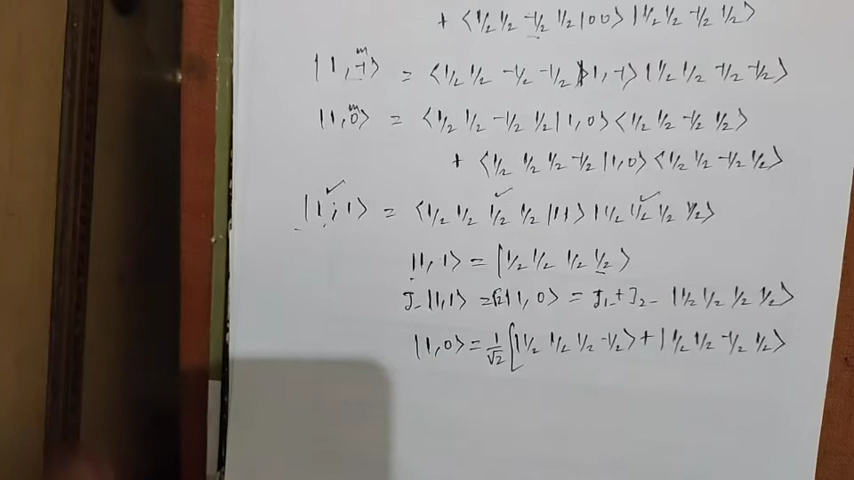 + ⟨½ ½ -½ ½|00⟩ |½ ½ -½ ½⟩
|1, -1⟩ = ⟨½ ½ -½ -½|1, -1⟩ |½ ½ -½ -½⟩
|1, 0⟩ = ⟨½ ½ -½ ½|1, 0⟩ ⟨½ ½ -½ ½⟩
+ ⟨½ ½ ½ -½|1, 0⟩ ⟨½ ½ -½ ½⟩
|1, 1⟩ = ⟨½ ½ ½ ½|11⟩ |½ ½ ½ ½⟩
|1, 1⟩ = |½ ½ ½ ½⟩
J₋|1, 1⟩ = √2|1, 0⟩ = J₁₋ + J₂₋ |½ ½ ½ ½⟩
|1, 0⟩ = 1/√2 [|½ ½ ½ -½⟩ + |½ ½ -½ ½⟩